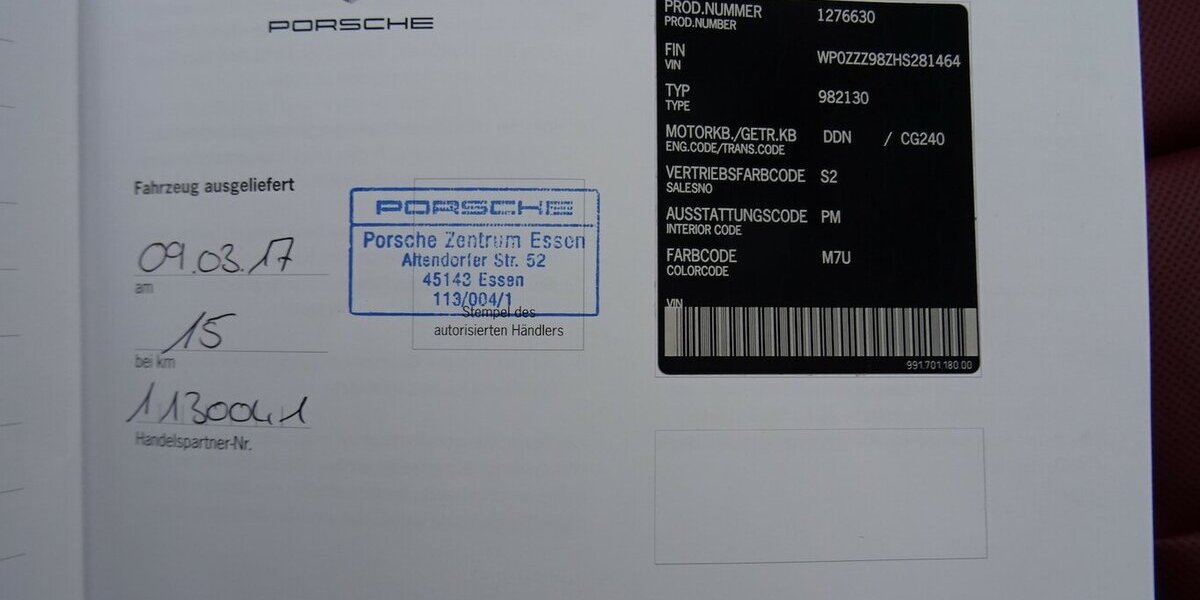 PORSCHE
Fahrzeug ausgeliefert
09.03.17
am
15
bei km
1130041
Handelspartner-Nr.
PORSCHE
Porsche Zentrum Essen
Altendorfer Str. 52
45143 Essen
113/004/1
Stempel des
autorisierten Händlers
PROD.NUMMER 1276630
PROD.NUMBER
FIN WP0ZZZ98ZHS281464
VIN
TYP 982130
TYPE
MOTORKB./GETR.KB DDN / CG240
ENG.CODE/TRANS.CODE
VERTRIEBSFARBCODE S2
SALESNO
AUSSTATTUNGSCODE PM
INTERIOR CODE
FARBCODE M7U
COLORCODE
VIN
991.701.180.00